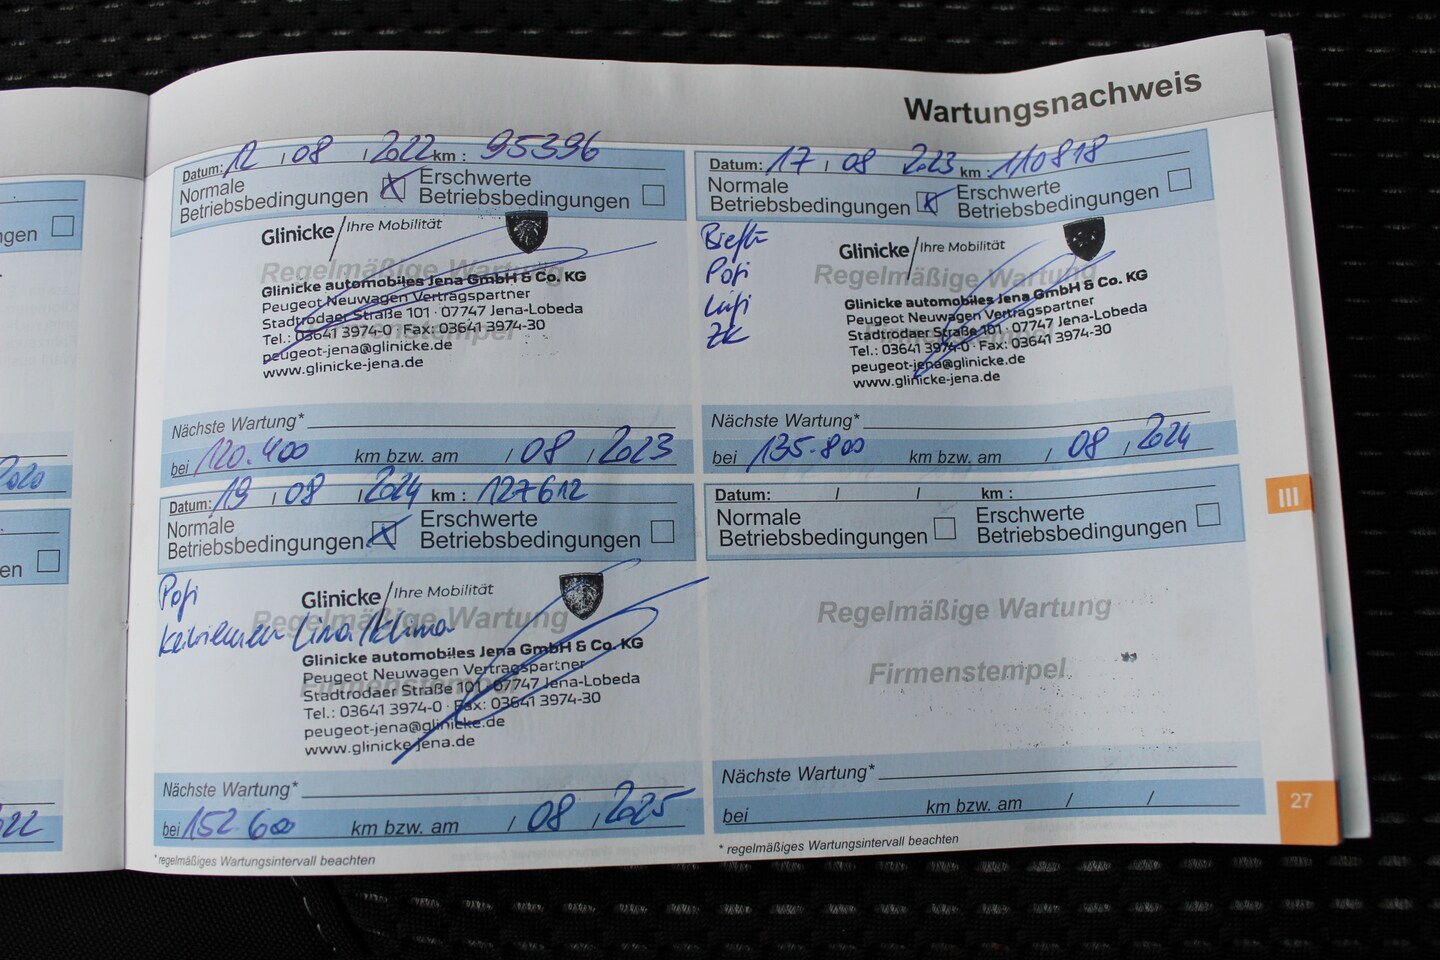 Wartungsnachweis
Datum: 12 / 08 / 2022 km : 95396
Normale Betriebsbedingungen X Erschwerte Betriebsbedingungen
Glinicke / Ihre Mobilität
Regelmäßige Wartung
Glinicke automobiles Jena GmbH & Co. KG
Peugeot Neuwagen Vertragspartner
Stadtrodaer Straße 101 · 07747 Jena-Lobeda
Tel.: 03641 3974-0 · Fax: 03641 3974-30
peugeot-jena@glinicke.de
www.glinicke-jena.de
Nächste Wartung*
bei 120.400 km bzw. am / 08 / 2023
Datum: 17 / 08 2023 km : 110818
Normale Betriebsbedingungen X Erschwerte Betriebsbedingungen
Pofi
Lufi
ZK
Glinicke / Ihre Mobilität
Regelmäßige Wartung
Glinicke automobiles Jena GmbH & Co. KG
Peugeot Neuwagen Vertragspartner
Stadtrodaer Straße 101 · 07747 Jena-Lobeda
Tel.: 03641 3974-0 · Fax: 03641 3974-30
peugeot-jena@glinicke.de
www.glinicke-jena.de
Nächste Wartung*
bei 135.800 km bzw. am / 08 / 2024
Datum: 19 / 08 / 2024 km : 127612
Normale Betriebsbedingungen X Erschwerte Betriebsbedingungen
Pofi
Glinicke / Ihre Mobilität
Regelmäßige Wartung
Keilriemen Lima/Klima
Glinicke automobiles Jena GmbH & Co. KG
Peugeot Neuwagen Vertragspartner
Firmenstempel
Stadtrodaer Straße 101 · 07747 Jena-Lobeda
Tel.: 03641 3974-0 · Fax: 03641 3974-30
peugeot-jena@glinicke.de
www.glinicke-jena.de
Nächste Wartung*
bei 152.600 km bzw. am / 08 / 2025
*regelmäßiges Wartungsintervall beachten
Datum: / / km :
Normale Betriebsbedingungen Erschwerte Betriebsbedingungen
Regelmäßige Wartung
Firmenstempel
Nächste Wartung*
bei km bzw. am / /
* regelmäßiges Wartungsintervall beachten
III
27